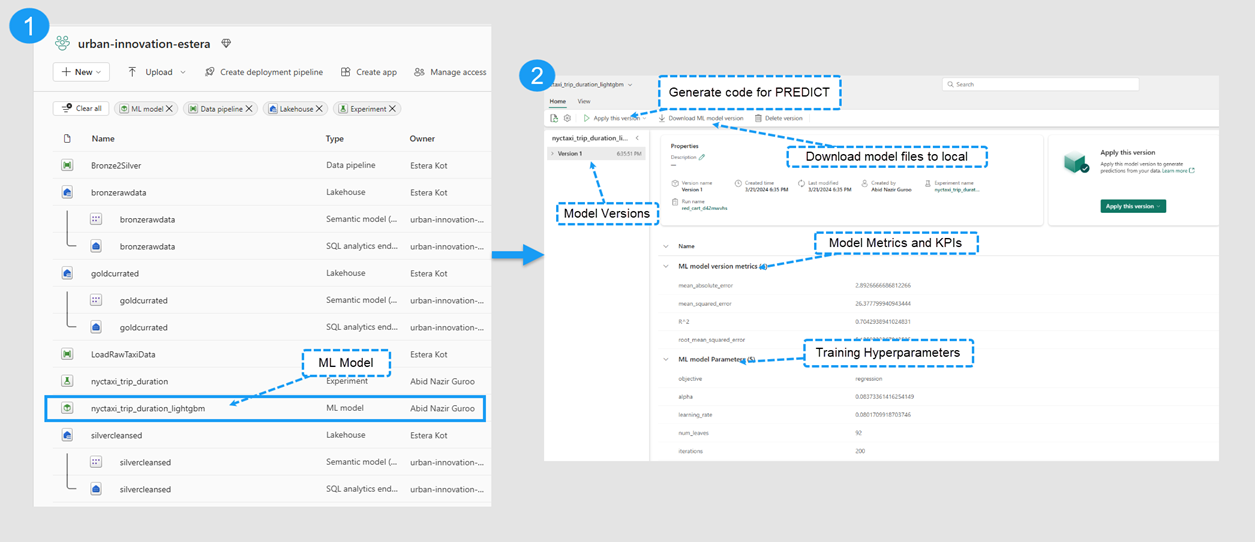 1
urban-innovation-estera
New
Upload
Create deployment pipeline
Create app
Manage access
Clear all
ML model
Data pipeline
Lakehouse
Experiment
Name Type Owner
Bronze2Silver Data pipeline Estera Kot
bronzerawdata Lakehouse Estera Kot
bronzerawdata Semantic model (... urban-innovation-...
bronzerawdata SQL analytics end... urban-innovation-...
goldcurrated Lakehouse Estera Kot
goldcurrated Semantic model (... urban-innovation-...
goldcurrated SQL analytics end... urban-innovation-...
LoadRawTaxiData Estera Kot
ML Model
nyctaxi_trip_duration Experiment Abid Nazir Guroo
nyctaxi_trip_duration_lightgbm ML model Abid Nazir Guroo
silvercleansed Lakehouse Estera Kot
silvercleansed Semantic model (... urban-innovation-...
silvercleansed SQL analytics end... urban-innovation-...
2
Search
Generate code for PREDICT
Home View
Apply this version
Download ML model version
Delete version
nyctaxi_trip_duration_li...
Version 1 6:35:51 PM
Model Versions
Properties
Description
Download model files to local
Version name
Version 1
Created time
3/21/2024 6:35 PM
Last modified
3/21/2024 6:35 PM
Created by
Abid Nazir Guroo
Experiment name
nyctaxi_trip_durat...
Run name
Apply this version
Apply this model version to generate
predictions from your data. Learn more
Apply this version
Name
Model Metrics and KPIs
ML model version metrics
mean_absolute_error 2.8926666686812266
mean_squared_error 26.377799940943444
R^2 0.7042938941024831
root_mean_squared_error
Training Hyperparameters
ML model Parameters (5)
objective regression
alpha 0.08373361416254149
learning_rate 0.0801709918703746
num_leaves 92
iterations 200